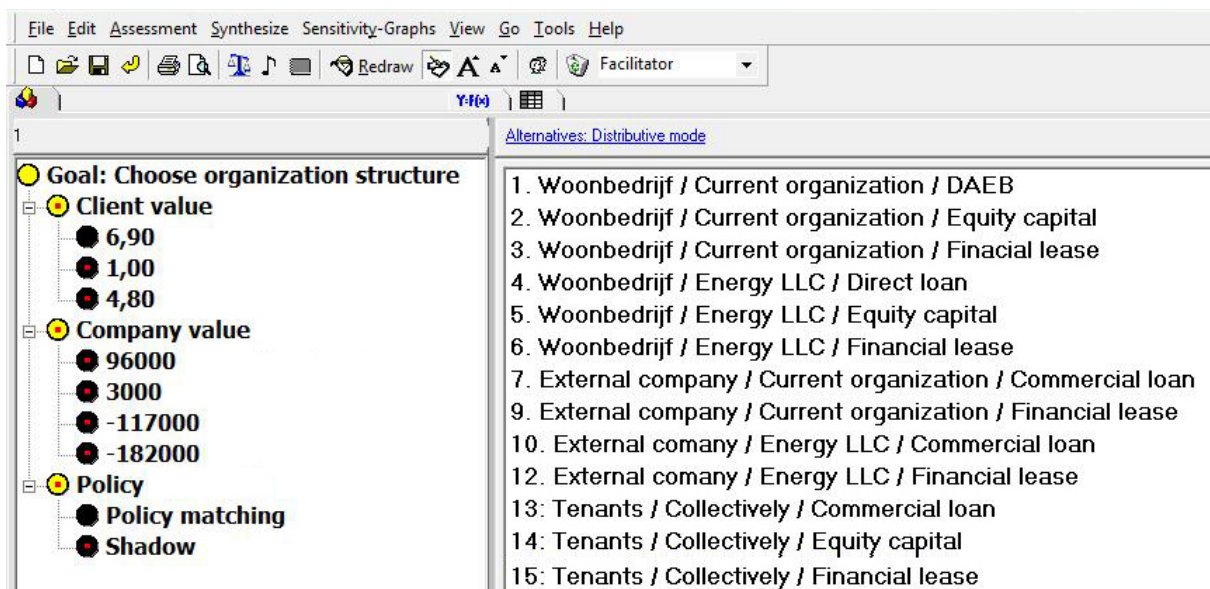 File Edit Assessment Synthesize Sensitivity-Graphs View Go Tools Help
Redraw A A Facilitator
Y=F(x)
1
Alternatives: Distributive mode
Goal: Choose organization structure
Client value
6,90
1,00
4,80
Company value
96000
3000
-117000
-182000
Policy
Policy matching
Shadow
1. Woonbedrijf / Current organization / DAEB
2. Woonbedrijf / Current organization / Equity capital
3. Woonbedrijf / Current organization / Finacial lease
4. Woonbedrijf / Energy LLC / Direct loan
5. Woonbedrijf / Energy LLC / Equity capital
6. Woonbedrijf / Energy LLC / Financial lease
7. External company / Current organization / Commercial loan
9. External company / Current organization / Financial lease
10. External comany / Energy LLC / Commercial loan
12. External comany / Energy LLC / Financial lease
13: Tenants / Collectively / Commercial loan
14: Tenants / Collectively / Equity capital
15: Tenants / Collectively / Financial lease